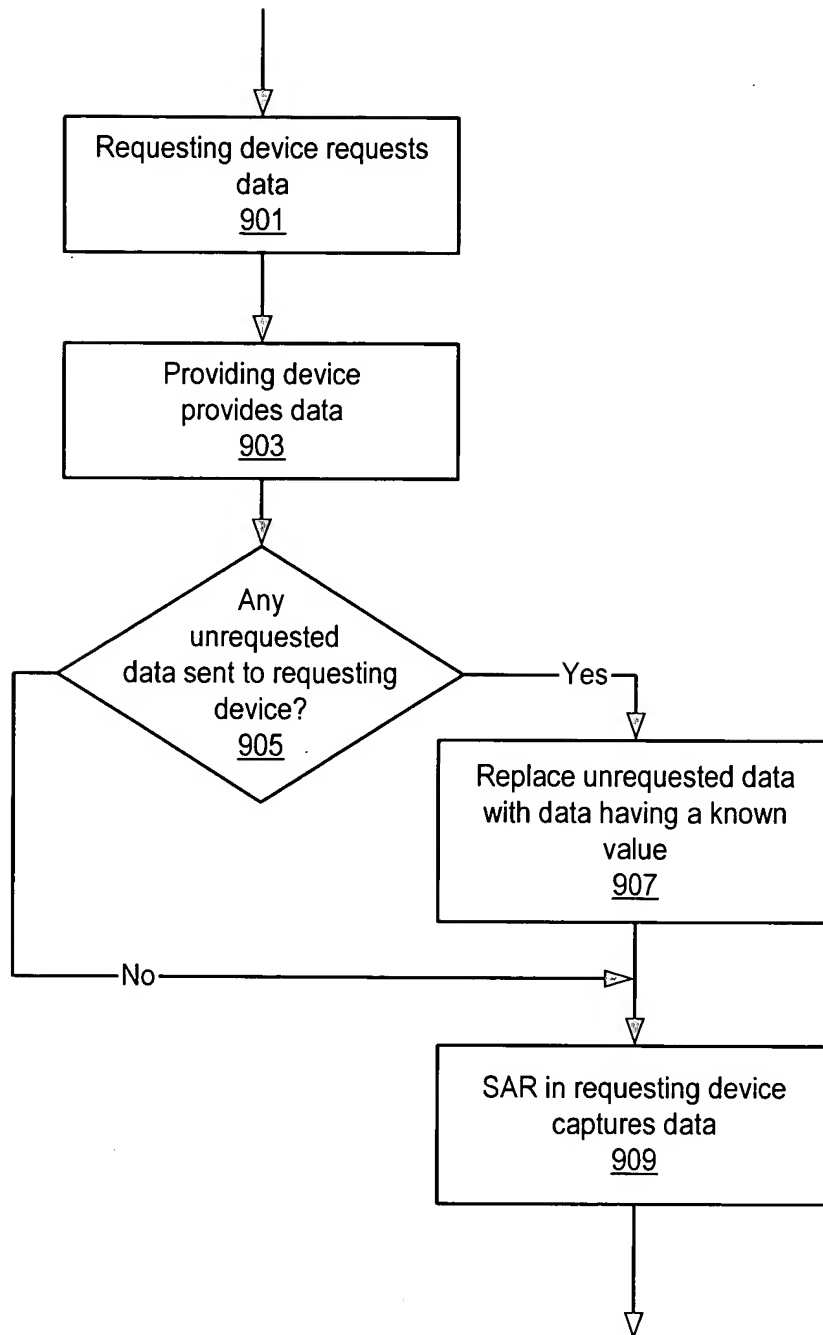 Requesting device requests
data
901
Providing device
provides data
903
Any
unrequested
data sent to requesting
device?
905
Yes
Replace unrequested data
with data having a known
value
907
No
SAR in requesting device
captures data
909